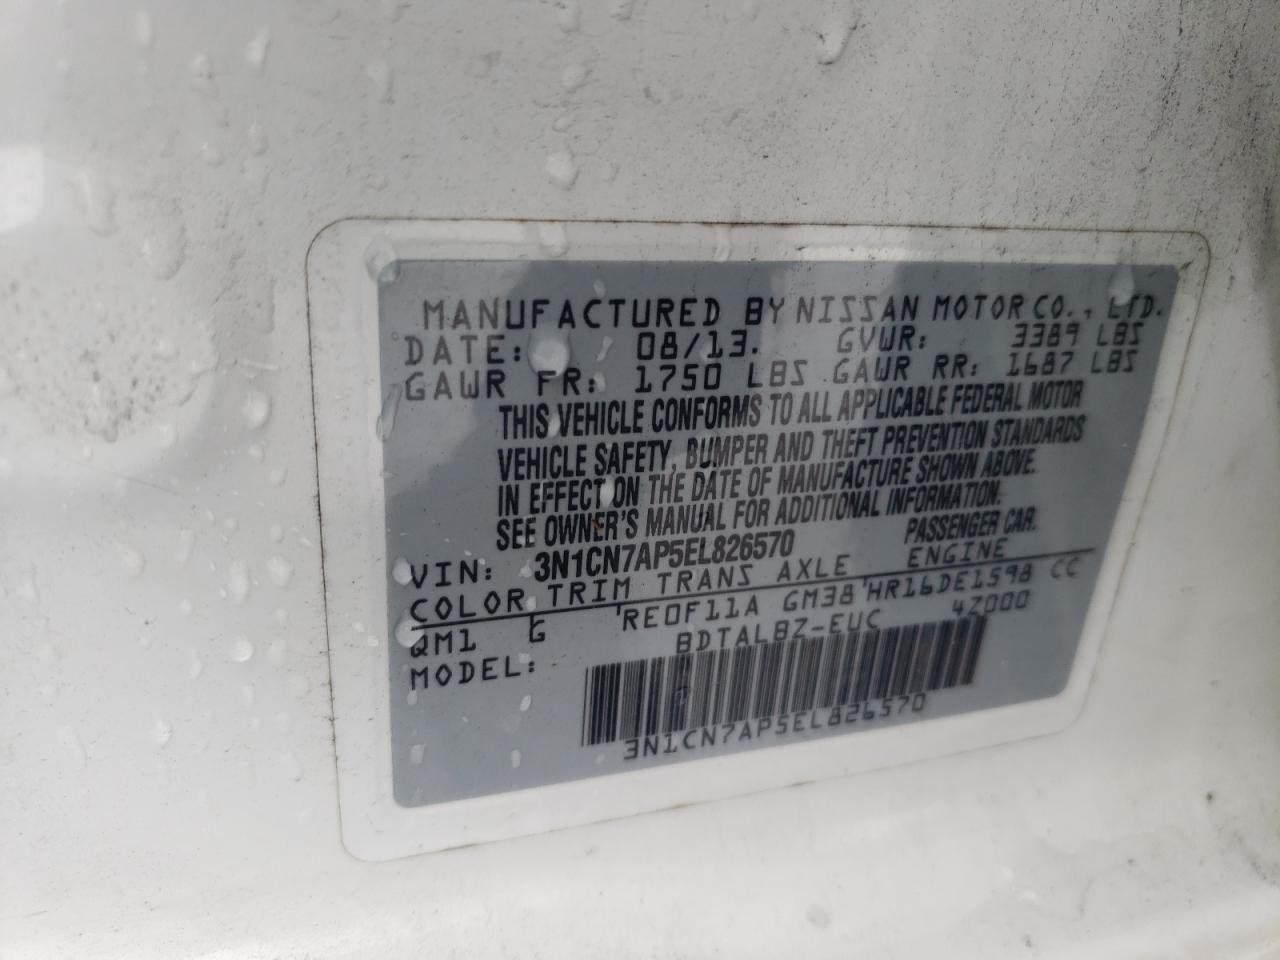 MANUFACTURED BY NISSAN MOTOR CO., LTD.
DATE: 08/13. GVWR: 3389 LBS
GAWR FR: 1750 LBS GAWR RR: 1687 LBS
THIS VEHICLE CONFORMS TO ALL APPLICABLE FEDERAL MOTOR
VEHICLE SAFETY, BUMPER AND THEFT PREVENTION STANDARDS
IN EFFECT ON THE DATE OF MANUFACTURE SHOWN ABOVE.
SEE OWNER'S MANUAL FOR ADDITIONAL INFORMATION.
VIN: 3N1CN7AP5EL826570 PASSENGER CAR.
COLOR TRIM TRANS AXLE ENGINE
QM1 G RE0F11A GM38 HR16DE1598 CC
MODEL: BDTALBZ-EUC 4Z000
3N1CN7AP5EL826570